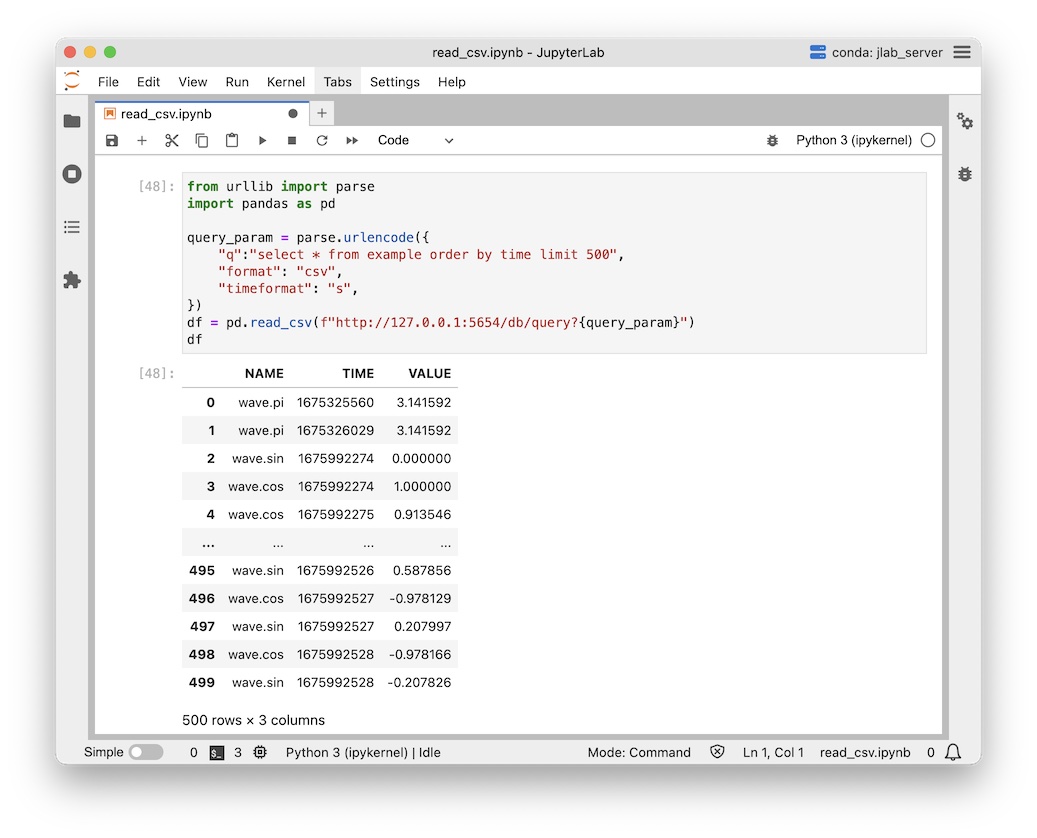 read_csv.ipynb - JupyterLab
conda: jlab_server
File Edit View Run Kernel Tabs Settings Help
read_csv.ipynb
Code
Python 3 (ipykernel)
[48]:
from urllib import parse
import pandas as pd
query_param = parse.urlencode({
    "q":"select * from example order by time limit 500",
    "format": "csv",
    "timeformat": "s",
})
df = pd.read_csv(f"http://127.0.0.1:5654/db/query?{query_param}")
df
[48]:
NAME TIME VALUE
0 wave.pi 1675325560 3.141592
1 wave.pi 1675326029 3.141592
2 wave.sin 1675992274 0.000000
3 wave.cos 1675992274 1.000000
4 wave.cos 1675992275 0.913546
... ... ... ...
495 wave.sin 1675992526 0.587856
496 wave.cos 1675992527 -0.978129
497 wave.sin 1675992527 0.207997
498 wave.cos 1675992528 -0.978166
499 wave.sin 1675992528 -0.207826
500 rows × 3 columns
Simple 0 $_ 3 Python 3 (ipykernel) | Idle Mode: Command Ln 1, Col 1 read_csv.ipynb 0